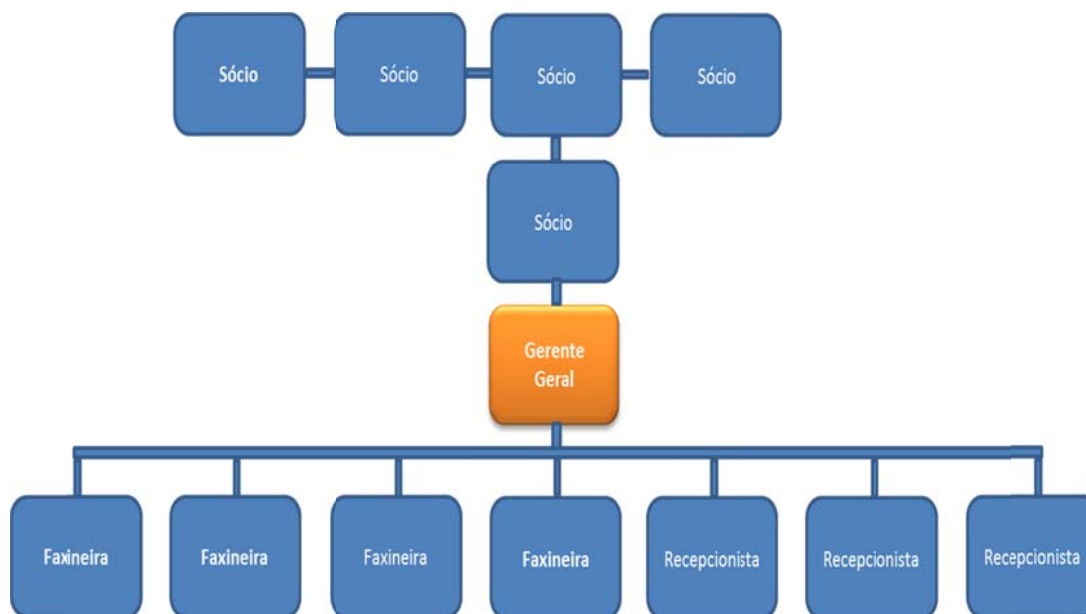 Sócio
Sócio
Sócio
Sócio
Sócio
Gerente
Geral
Faxineira
Faxineira
Faxineira
Faxineira
Recepcionista
Recepcionista
Recepcionista